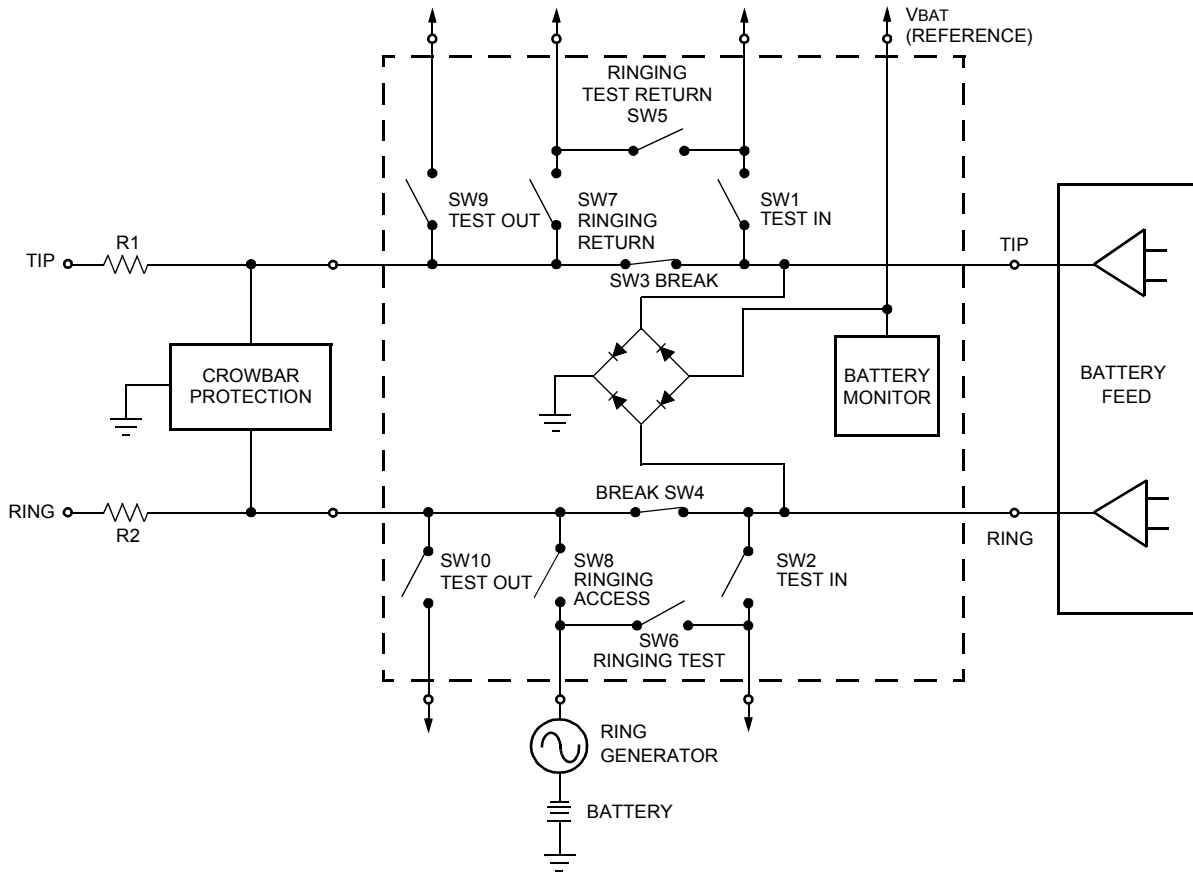 VBAT
(REFERENCE)
RINGING
TEST RETURN
SW5
SW9
TEST OUT
SW7
RINGING
RETURN
SW1
TEST IN
TIP
R1
TIP
SW3 BREAK
CROWBAR
PROTECTION
BATTERY
MONITOR
BATTERY
FEED
RING
R2
BREAK SW4
RING
SW10
TEST OUT
SW8
RINGING
ACCESS
SW2
TEST IN
SW6
RINGING TEST
RING
GENERATOR
BATTERY